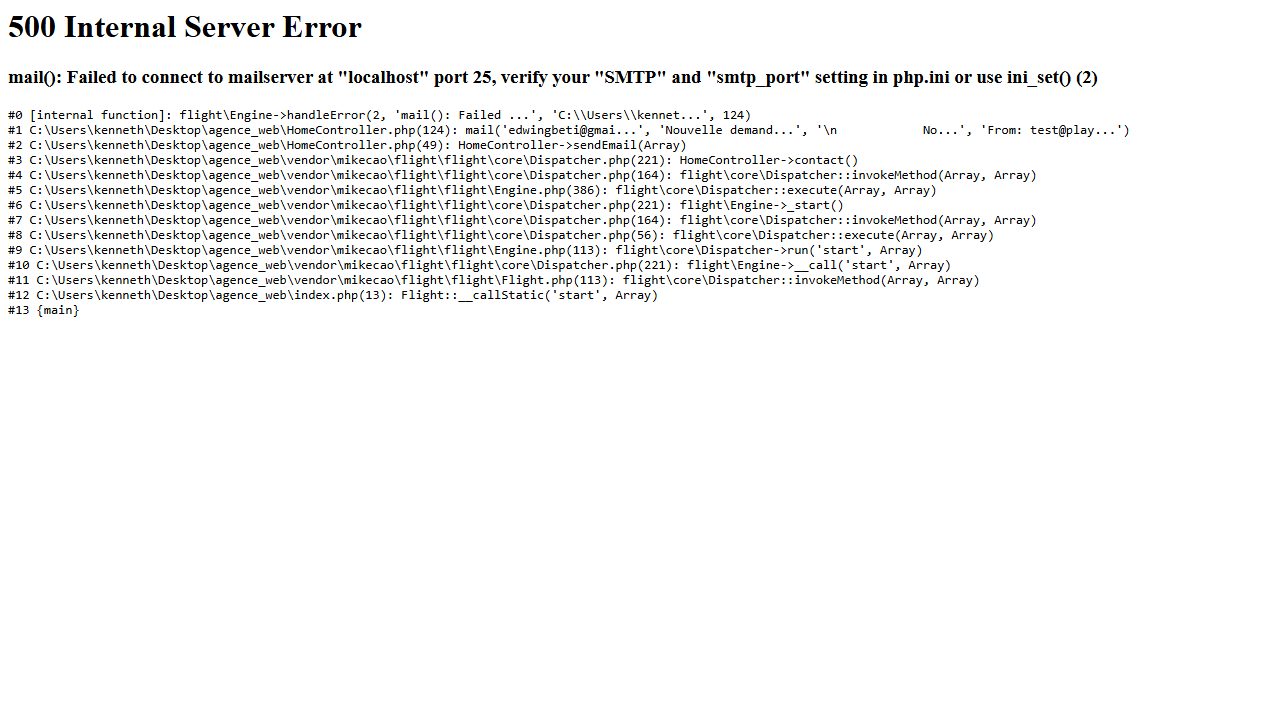 500 Internal Server Error
mail(): Failed to connect to mailserver at "localhost" port 25, verify your "SMTP" and "smtp_port" setting in php.ini or use ini_set() (2)
#0 [internal function]: flight\Engine->handleError(2, 'mail(): Failed ...', 'C:\\Users\\kennet...', 124)
#1 C:\Users\kenneth\Desktop\agence_web\HomeController.php(124): mail('edwingbeti@gmai...', 'Nouvelle demand...', '\n            No...', 'From: test@play...')
#2 C:\Users\kenneth\Desktop\agence_web\HomeController.php(49): HomeController->sendEmail(Array)
#3 C:\Users\kenneth\Desktop\agence_web\vendor\mikecao\flight\flight\core\Dispatcher.php(221): HomeController->contact()
#4 C:\Users\kenneth\Desktop\agence_web\vendor\mikecao\flight\flight\core\Dispatcher.php(164): flight\core\Dispatcher::invokeMethod(Array, Array)
#5 C:\Users\kenneth\Desktop\agence_web\vendor\mikecao\flight\flight\Engine.php(386): flight\core\Dispatcher::execute(Array, Array)
#6 C:\Users\kenneth\Desktop\agence_web\vendor\mikecao\flight\flight\core\Dispatcher.php(221): flight\Engine->_start()
#7 C:\Users\kenneth\Desktop\agence_web\vendor\mikecao\flight\flight\core\Dispatcher.php(164): flight\core\Dispatcher::invokeMethod(Array, Array)
#8 C:\Users\kenneth\Desktop\agence_web\vendor\mikecao\flight\flight\core\Dispatcher.php(56): flight\core\Dispatcher::execute(Array, Array)
#9 C:\Users\kenneth\Desktop\agence_web\vendor\mikecao\flight\flight\Engine.php(113): flight\core\Dispatcher->run('start', Array)
#10 C:\Users\kenneth\Desktop\agence_web\vendor\mikecao\flight\flight\core\Dispatcher.php(221): flight\Engine->__call('start', Array)
#11 C:\Users\kenneth\Desktop\agence_web\vendor\mikecao\flight\flight\Flight.php(113): flight\core\Dispatcher::invokeMethod(Array, Array)
#12 C:\Users\kenneth\Desktop\agence_web\index.php(13): Flight::__callStatic('start', Array)
#13 {main}